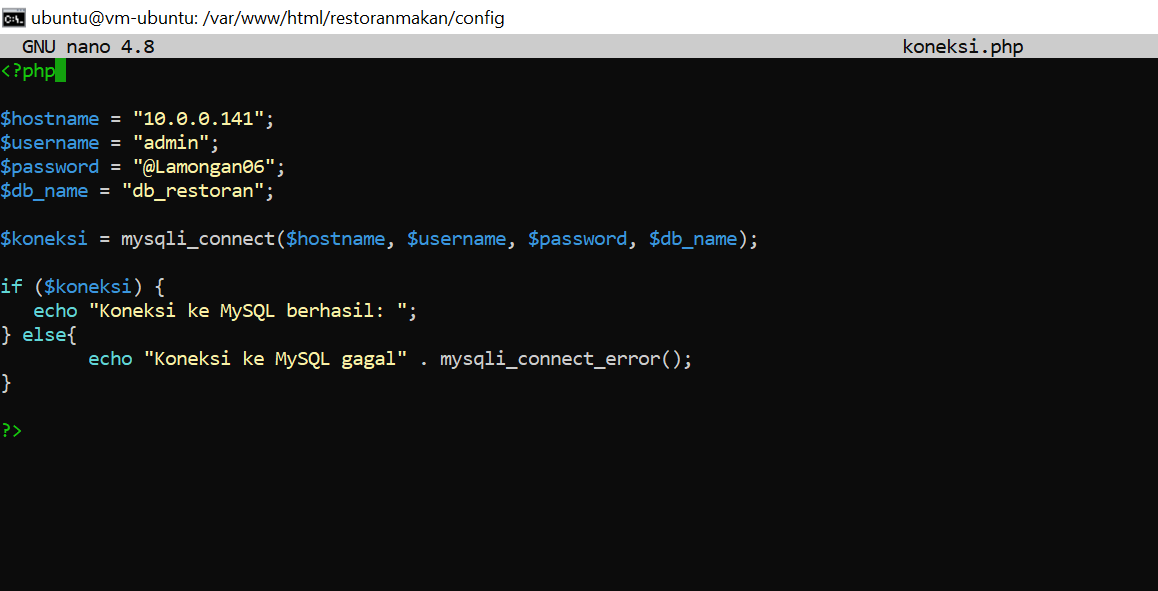 ubuntu@vm-ubuntu: /var/www/html/restoranmakan/config
GNU nano 4.8 koneksi.php
<?php
$hostname = "10.0.0.141";
$username = "admin";
$password = "@Lamongan06";
$db_name = "db_restoran";
$koneksi = mysqli_connect($hostname, $username, $password, $db_name);
if ($koneksi) {
echo "Koneksi ke MySQL berhasil: ";
} else{
echo "Koneksi ke MySQL gagal" . mysqli_connect_error();
}
?>